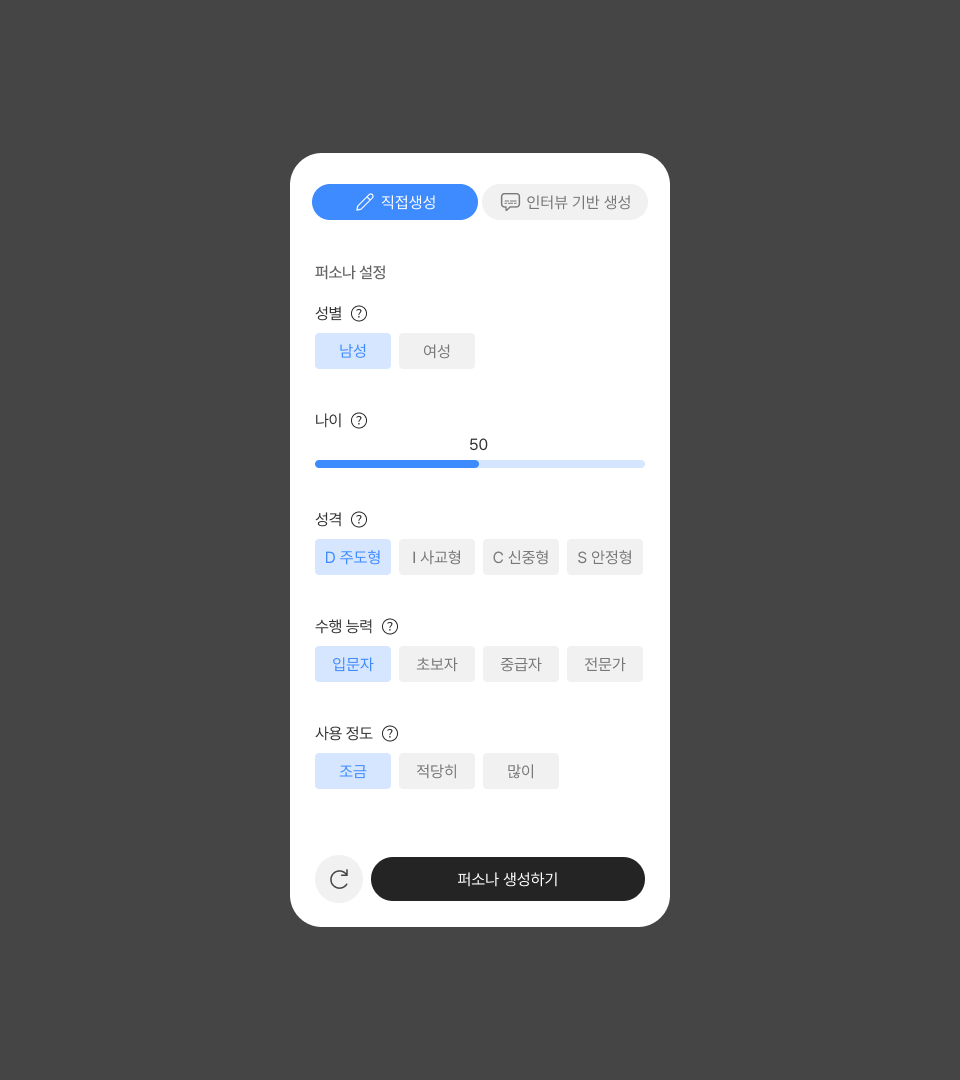 직접생성
인터뷰 기반 생성
퍼소나 설정
성별 ?
남성
여성
나이 ?
50
성격 ?
D 주도형
I 사교형
C 신중형
S 안정형
수행 능력 ?
입문자
초보자
중급자
전문가
사용 정도 ?
조금
적당히
많이
퍼소나 생성하기